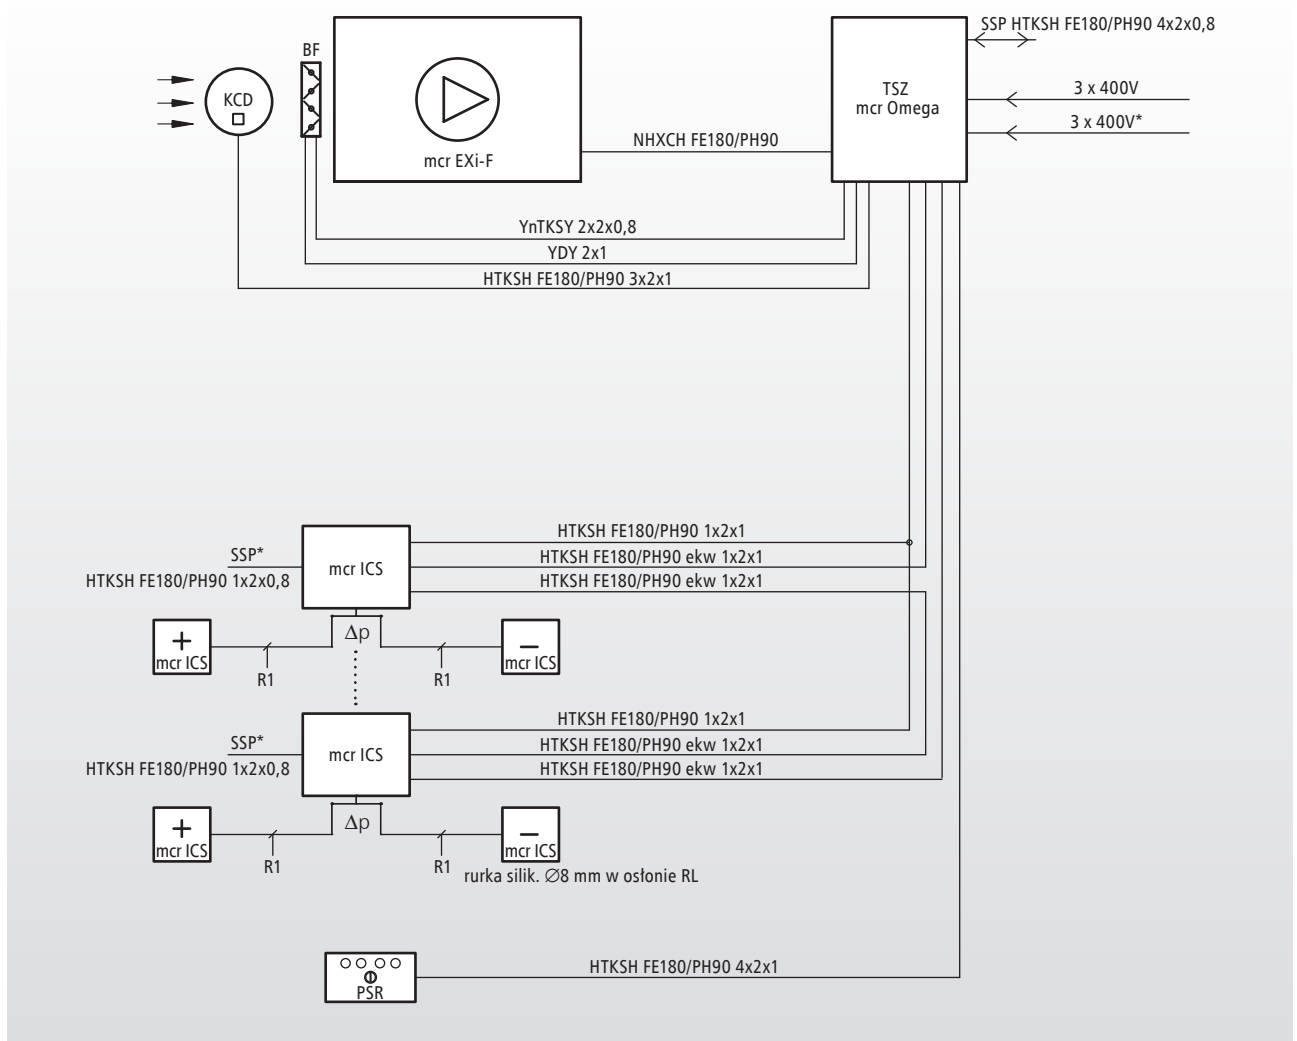 SSP HTKSH FE180/PH90 4x2x0,8
BF
KCD
TSZ
mcr Omega
3 x 400V
3 x 400V*
NHXCH FE180/PH90
mcr EXi-F
YnTKSY 2x2x0,8
YDY 2x1
HTKSH FE180/PH90 3x2x1
HTKSH FE180/PH90 1x2x1
SSP*
HTKSH FE180/PH90 ekw 1x2x1
mcr ICS
HTKSH FE180/PH90 1x2x0,8
HTKSH FE180/PH90 ekw 1x2x1
+
mcr ICS
Δp
−
mcr ICS
R1
R1
HTKSH FE180/PH90 1x2x1
SSP*
HTKSH FE180/PH90 ekw 1x2x1
mcr ICS
HTKSH FE180/PH90 1x2x0,8
HTKSH FE180/PH90 ekw 1x2x1
+
mcr ICS
Δp
−
mcr ICS
R1
R1
rurka silik. ∅8 mm w osłonie RL
HTKSH FE180/PH90 4x2x1
PSR